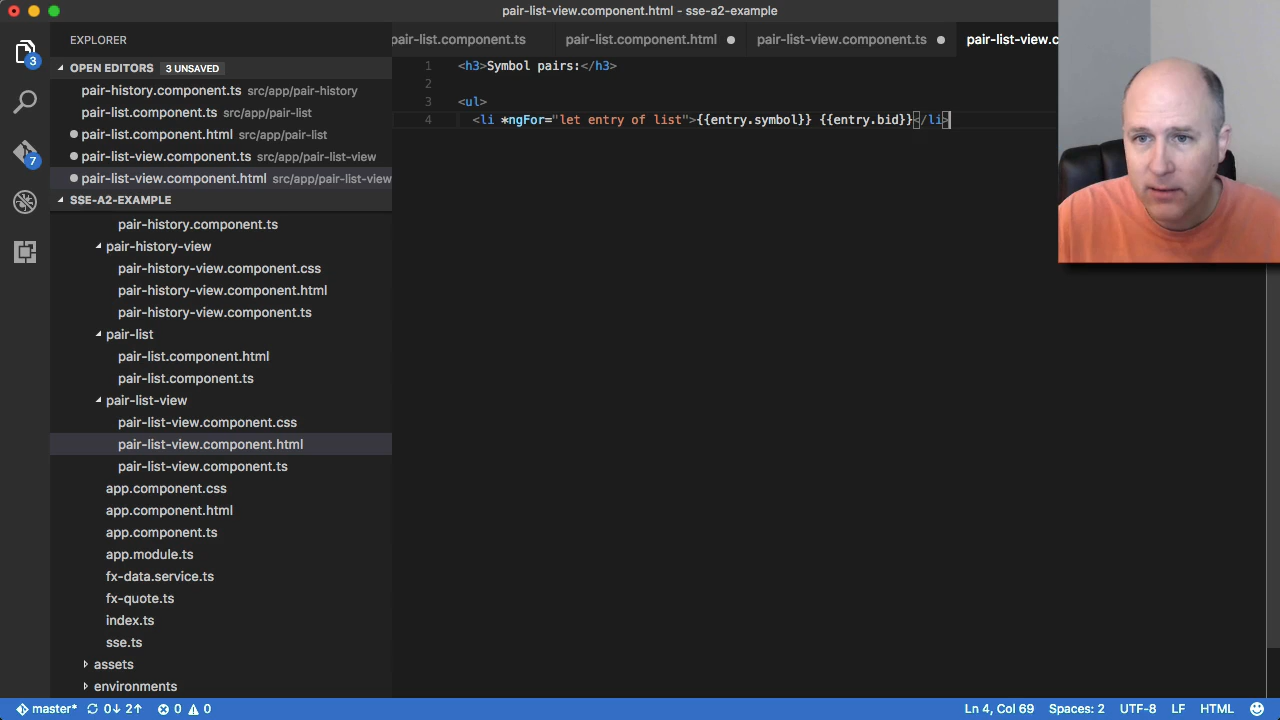 pair-list-view.component.html - sse-a2-example
EXPLORER
OPEN EDITORS 3 UNSAVED
pair-history.component.ts src/app/pair-history
pair-list.component.ts src/app/pair-list
pair-list.component.html src/app/pair-list
pair-list-view.component.ts src/app/pair-list-view
pair-list-view.component.html src/app/pair-list-view
SSE-A2-EXAMPLE
pair-history.component.ts
pair-history-view
pair-history-view.component.css
pair-history-view.component.html
pair-history-view.component.ts
pair-list
pair-list.component.html
pair-list.component.ts
pair-list-view
pair-list-view.component.css
pair-list-view.component.html
pair-list-view.component.ts
app.component.css
app.component.html
app.component.ts
app.module.ts
fx-data.service.ts
fx-quote.ts
index.ts
sse.ts
assets
environments
3
7
pair-list.component.ts pair-list.component.html pair-list-view.component.ts pair-list-view.c
1 <h3>Symbol pairs:</h3>
2
3 <ul>
4 <li *ngFor="let entry of list">{{entry.symbol}} {{entry.bid}}</li>
master* 0↓ 2↑ 0 0 Ln 4, Col 69 Spaces: 2 UTF-8 LF HTML